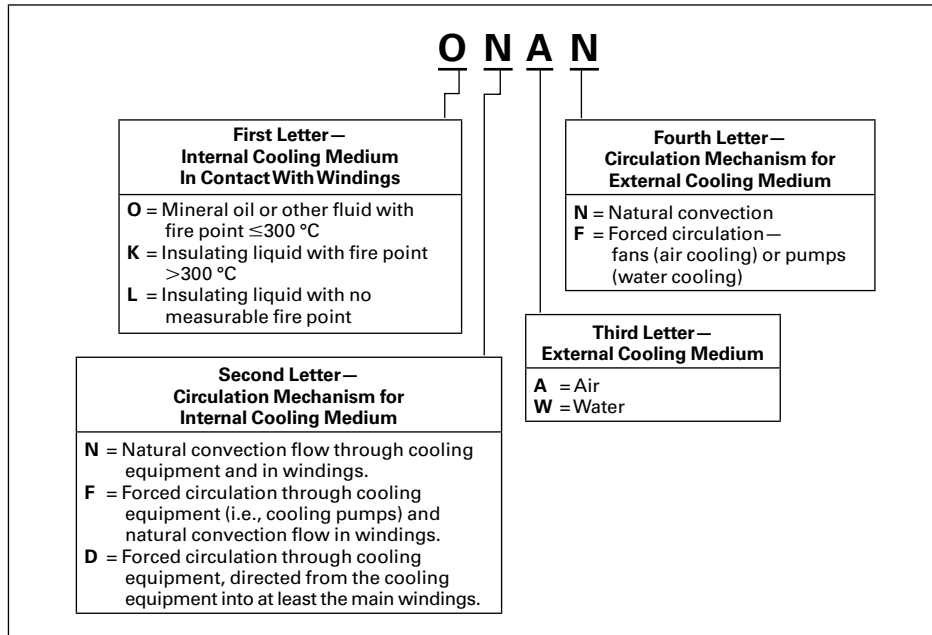 O N A N
First Letter—
Internal Cooling Medium
In Contact With Windings
O = Mineral oil or other fluid with
fire point ≤300 °C
K = Insulating liquid with fire point
>300 °C
L = Insulating liquid with no
measurable fire point
Fourth Letter—
Circulation Mechanism for
External Cooling Medium
N = Natural convection
F = Forced circulation—
fans (air cooling) or pumps
(water cooling)
Third Letter—
External Cooling Medium
A = Air
W = Water
Second Letter—
Circulation Mechanism for
Internal Cooling Medium
N = Natural convection flow through cooling
equipment and in windings.
F = Forced circulation through cooling
equipment (i.e., cooling pumps) and
natural convection flow in windings.
D = Forced circulation through cooling
equipment, directed from the cooling
equipment into at least the main windings.